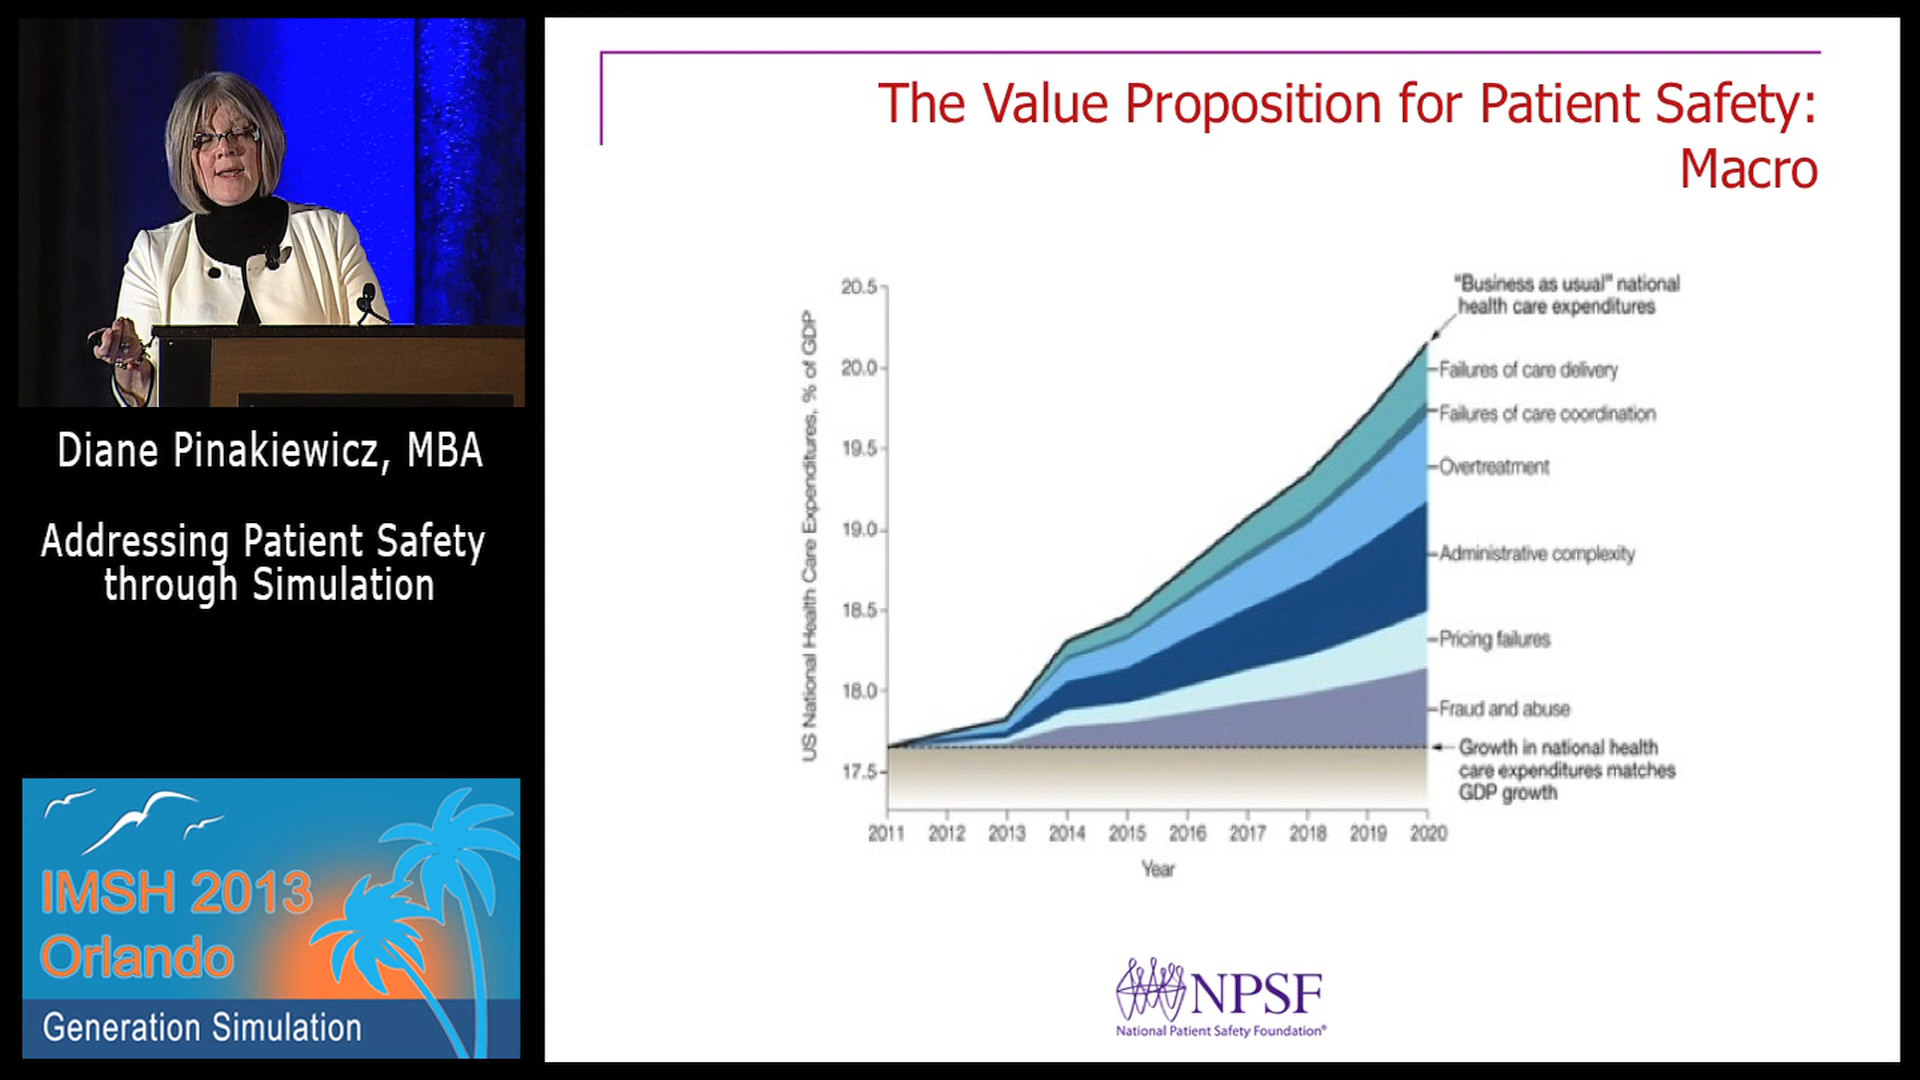 Diane Pinakiewicz, MBA
Addressing Patient Safety
through Simulation
IMSH 2013
Orlando
Generation Simulation
The Value Proposition for Patient Safety:
Macro
US National Health Care Expenditures, % of GDP
20.5
20.0
19.5
19.0
18.5
18.0
17.5
2011 2012 2013 2014 2015 2016 2017 2018 2019 2020
Year
"Business as usual" national
health care expenditures
Failures of care delivery
Failures of care coordination
Overtreatment
Administrative complexity
Pricing failures
Fraud and abuse
Growth in national health
care expenditures matches
GDP growth
NPSF
National Patient Safety Foundation®